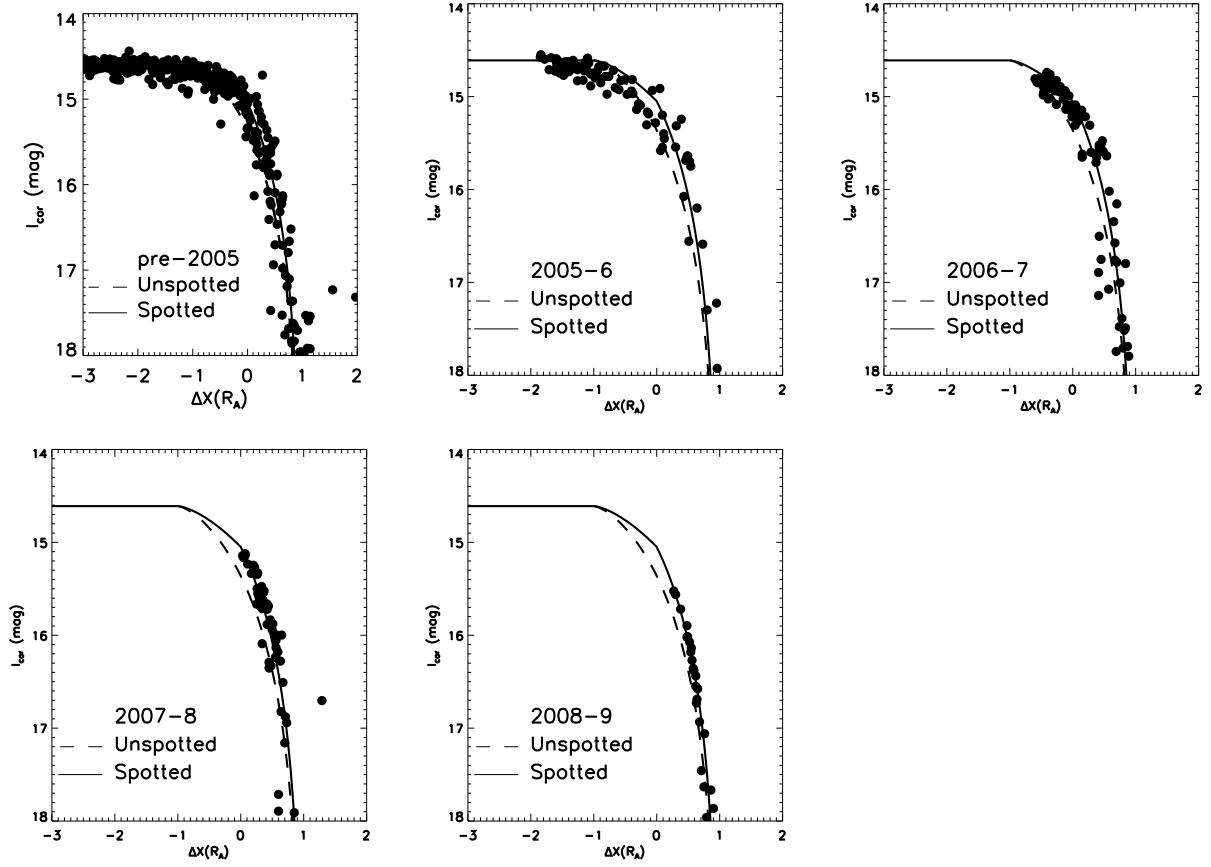 14
15
16
17
18
I_cor (mag)
pre-2005
Unspotted
Spotted
-3 -2 -1 0 1 2
ΔX(R_A)
14
15
16
17
18
I_cor (mag)
2005-6
Unspotted
Spotted
-3 -2 -1 0 1 2
ΔX(R_A)
14
15
16
17
18
I_cor (mag)
2006-7
Unspotted
Spotted
-3 -2 -1 0 1 2
ΔX(R_A)
14
15
16
17
18
I_cor (mag)
2007-8
Unspotted
Spotted
-3 -2 -1 0 1 2
ΔX(R_A)
14
15
16
17
18
I_cor (mag)
2008-9
Unspotted
Spotted
-3 -2 -1 0 1 2
ΔX(R_A)